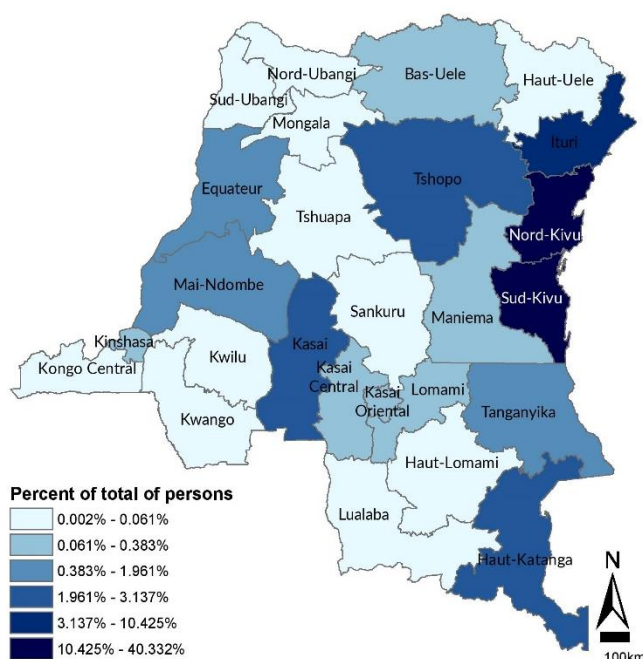 Nord-Ubangi
Bas-Uele
Haut-Uele
Sud-Ubangi
Mongala
Ituri
Equateur
Tshopo
Tshuapa
Nord-Kivu
Mai-Ndombe
Sankuru
Sud-Kivu
Maniema
Kinshasa
Kasai
Kwilu
Kongo Central
Kasai
Central
Kasai
Oriental
Lomami
Kwango
Tanganyika
Haut-Lomami
Lualaba
Haut-Katanga
Percent of total of persons
0.002% - 0.061%
0.061% - 0.383%
0.383% - 1.961%
1.961% - 3.137%
3.137% - 10.425%
10.425% - 40.332%
N
100km